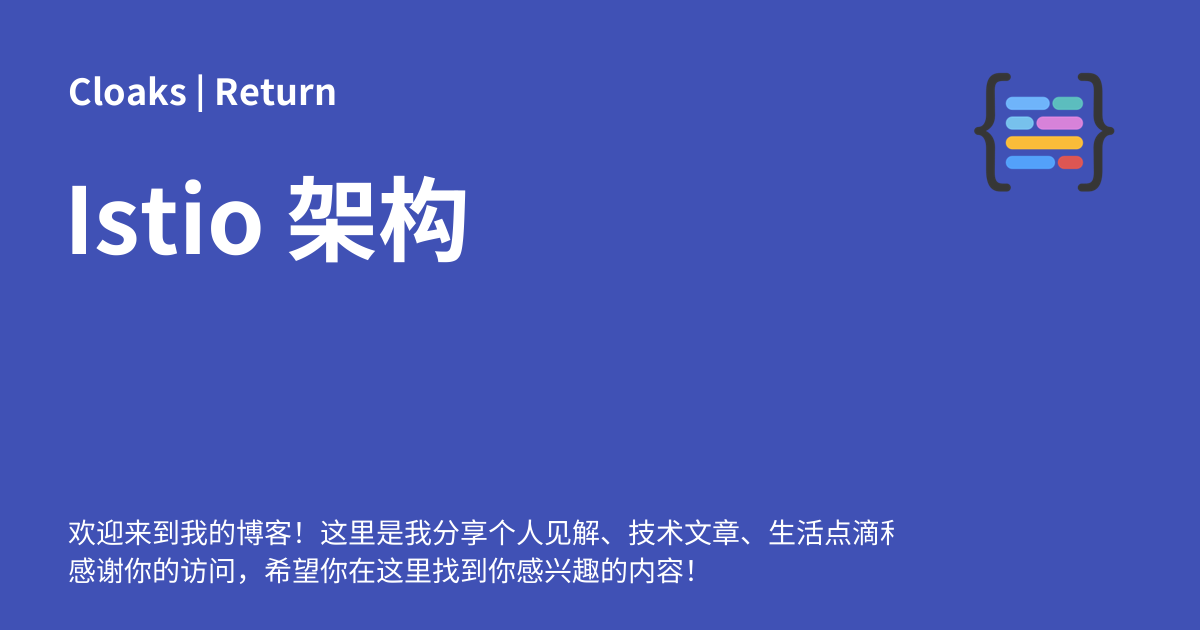 Cloaks | Return
Istio 架构
欢迎来到我的博客！这里是我分享个人见解、技术文章、生活点滴
感谢你的访问，希望你在这里找到你感兴趣的内容！